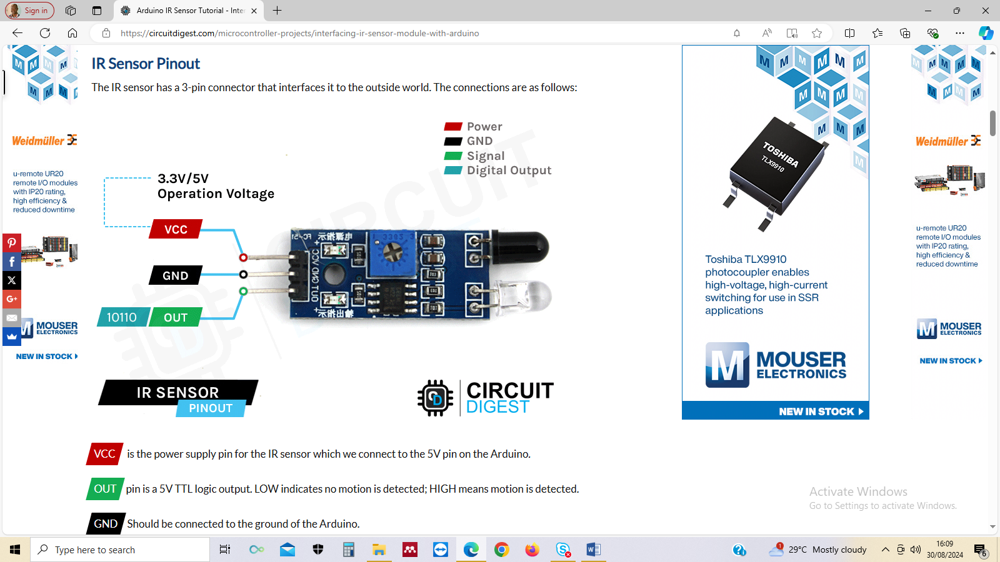 Sign in
Arduino IR Sensor Tutorial - Inter
https://circuitdigest.com/microcontroller-projects/interfacing-ir-sensor-module-with-arduino
IR Sensor Pinout
The IR sensor has a 3-pin connector that interfaces it to the outside world. The connections are as follows:
Power
GND
Signal
Digital Output
3.3V/5V
Operation Voltage
VCC
GND
10110
OUT
VCC
GND
OUT
CIRCUIT
IR SENSOR
PINOUT
CD
CIRCUIT
DIGEST
VCC is the power supply pin for the IR sensor which we connect to the 5V pin on the Arduino.
OUT pin is a 5V TTL logic output. LOW indicates no motion is detected; HIGH means motion is detected.
GND Should be connected to the ground of the Arduino.
Weidmüller
u-remote UR20
remote I/O modules
with IP20 rating,
high efficiency &
reduced downtime
M MOUSER
ELECTRONICS
NEW IN STOCK
TOSHIBA
TLX9910
Toshiba TLX9910
photocoupler enables
high-voltage, high-current
switching for use in SSR
applications
M MOUSER
ELECTRONICS
NEW IN STOCK
Weidmüller
u-remote UR20
remote I/O modules
with IP20 rating,
high efficiency &
reduced downtime
M MOUSER
ELECTRONICS
NEW IN STOCK
Activate Windows
Go to Settings to activate Windows.
Type here to search
29°C Mostly cloudy
16:09
30/08/2024
6